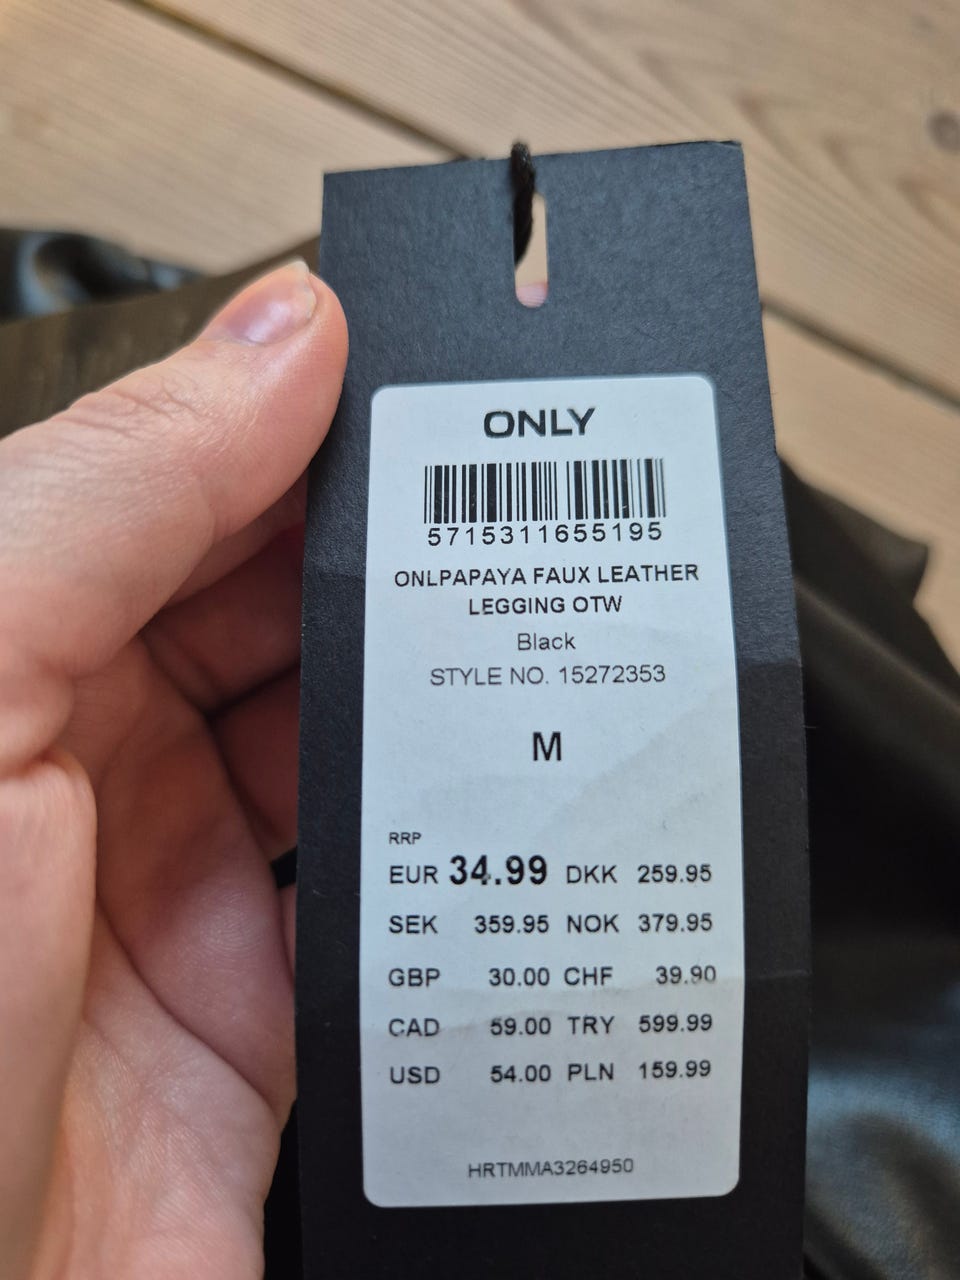 ONLY
5715311655195
ONLPAPAYA FAUX LEATHER
LEGGING OTW
Black
STYLE NO. 15272353
M
RRP
EUR 34.99 DKK 259.95
SEK 359.95 NOK 379.95
GBP 30.00 CHF 39.90
CAD 59.00 TRY 599.99
USD 54.00 PLN 159.99
HRTMMA3264950